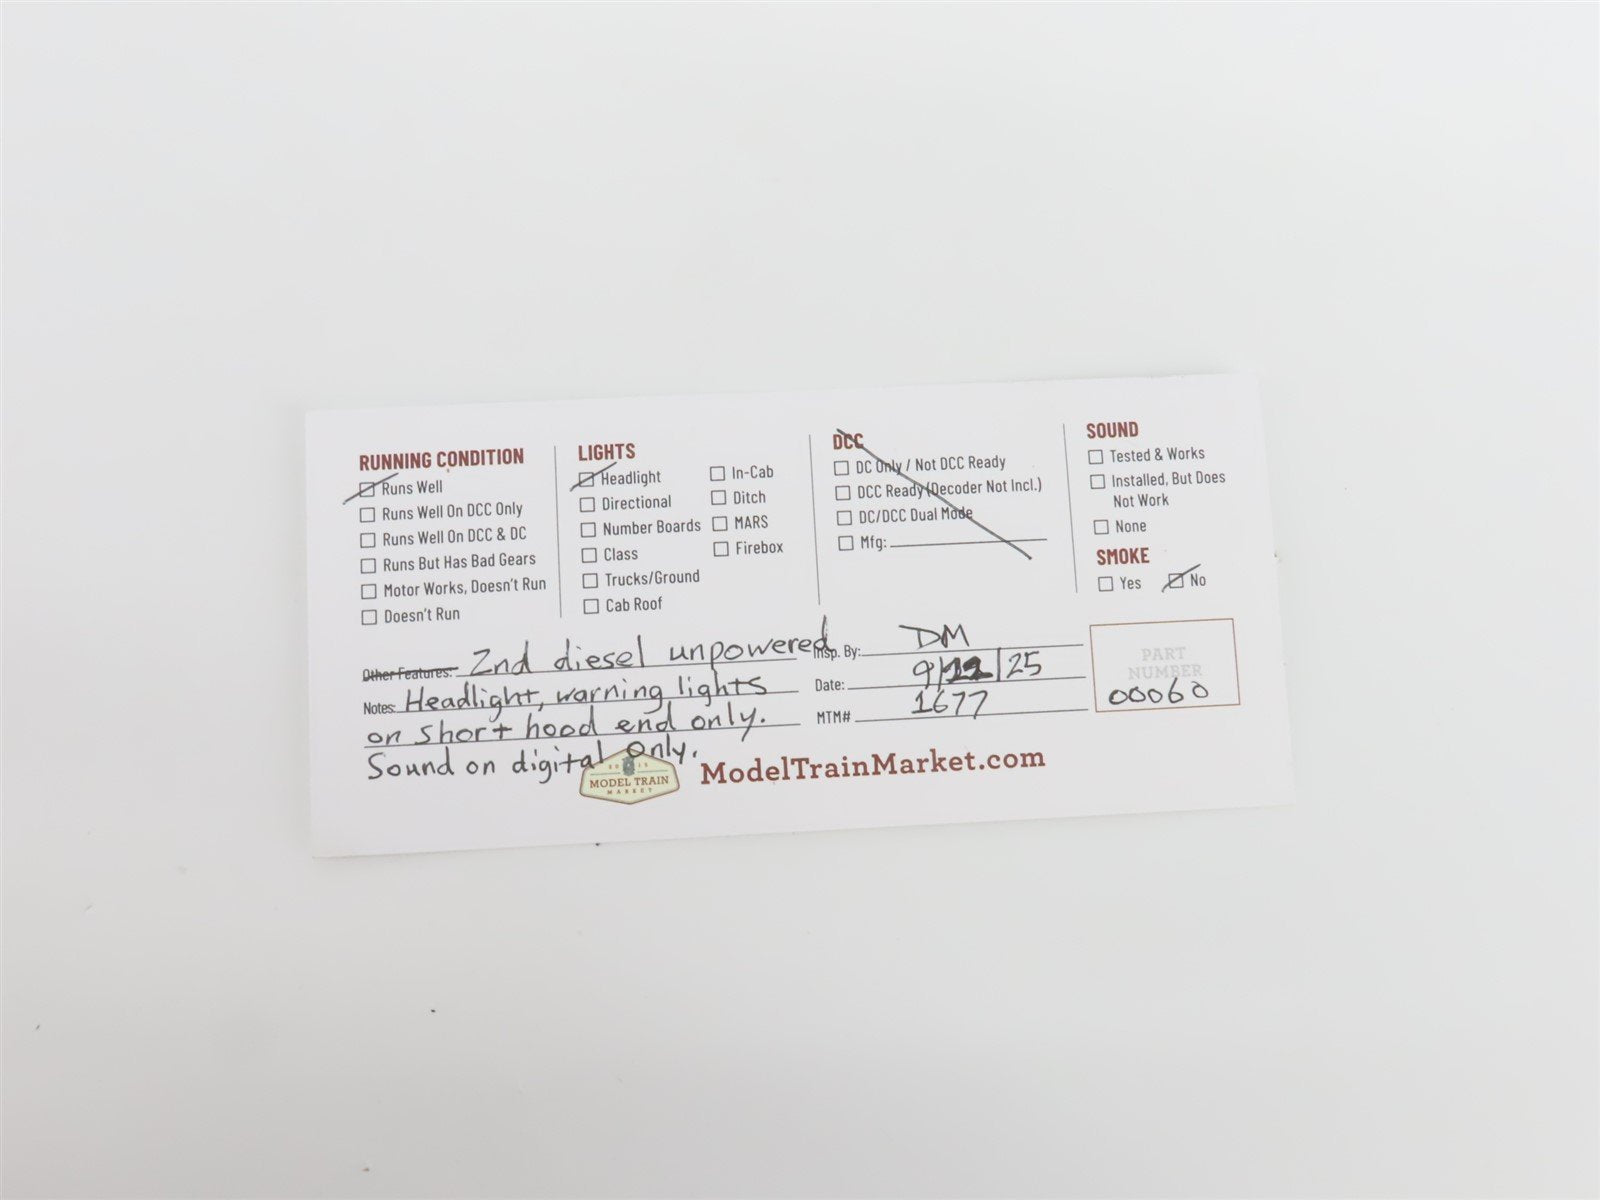 RUNNING CONDITION
Runs Well
Runs Well On DCC Only
Runs Well On DCC & DC
Runs But Has Bad Gears
Motor Works, Doesn't Run
Doesn't Run
LIGHTS
Headlight
Directional
Number Boards
Class
Trucks/Ground
Cab Roof
In-Cab
Ditch
MARS
Firebox
DCC
DC Only / Not DCC Ready
DCC Ready (Decoder Not Incl.)
DC/DCC Dual Mode
Mfg:
SOUND
Tested & Works
Installed, But Does
Not Work
None
SMOKE
Yes No
Other Features: 2nd diesel unpowered
Notes: Headlight, warning lights
on short hood end only.
Sound on digital only.
Insp. By: DM
Date: 9/22/25
MTM# 1677
PART
NUMBER
00060
MODEL TRAIN
MARKET
ModelTrainMarket.com